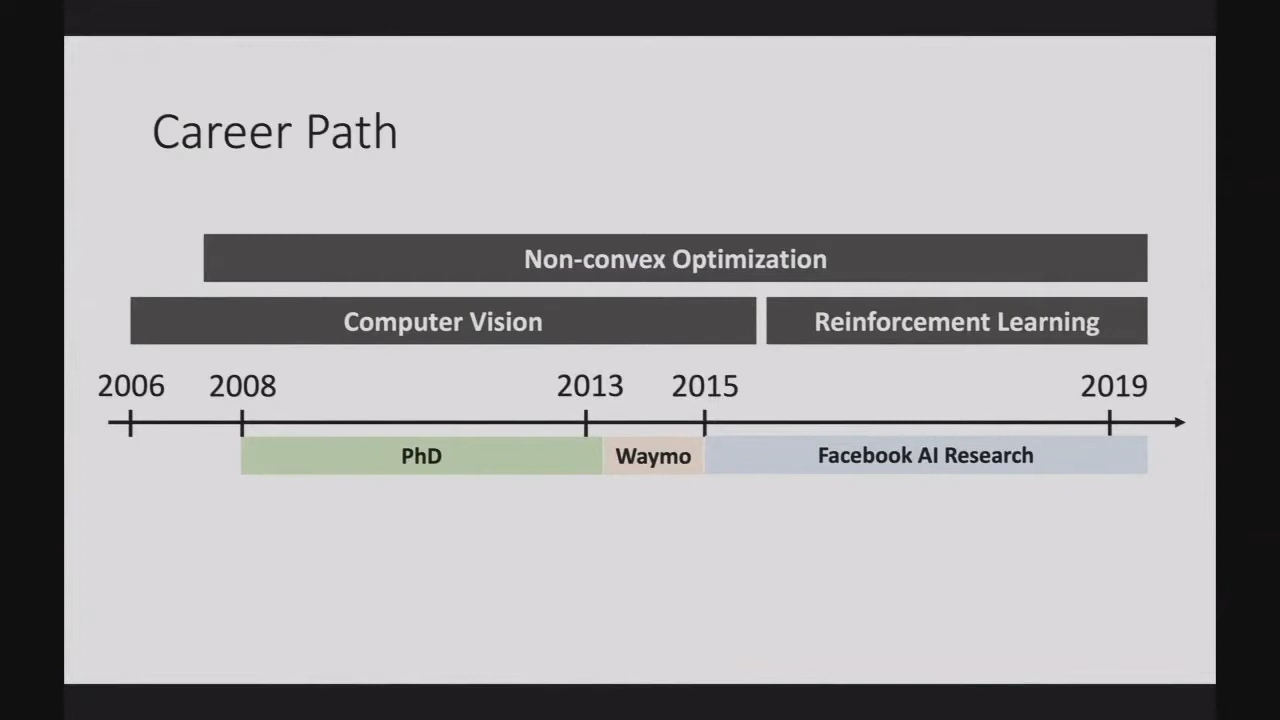 Career Path
Non-convex Optimization
Computer Vision Reinforcement Learning
2006 2008 2013 2015 2019
PhD Waymo Facebook AI Research